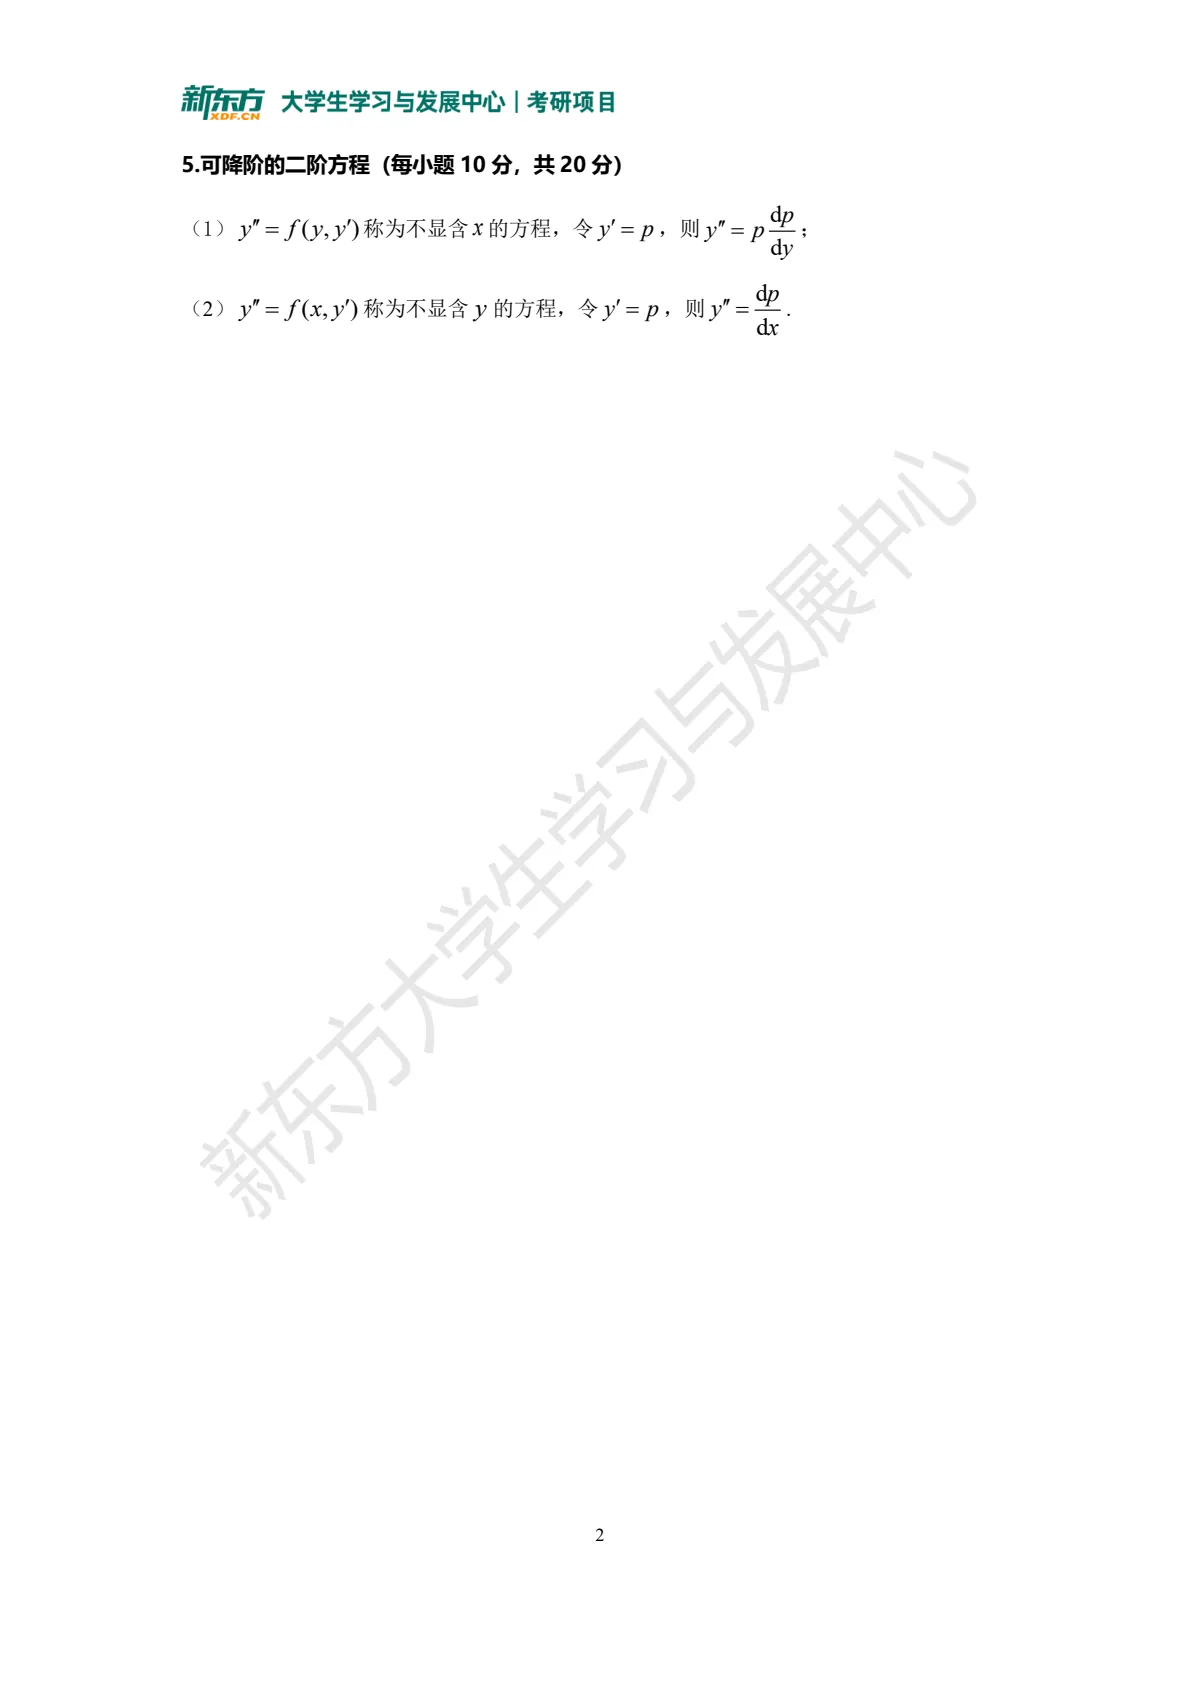 新东方 XDF.CN 大学生学习与发展中心 | 考研项目
5.可降阶的二阶方程（每小题 10 分，共 20 分）
（1） y″ = f (y, y′) 称为不显含 x 的方程，令 y′ = p ，则 y″ = p dp/dy ；
（2） y″ = f (x, y′) 称为不显含 y 的方程，令 y′ = p ，则 y″ = dp/dx .
新东方大学生学习与发展中心
2